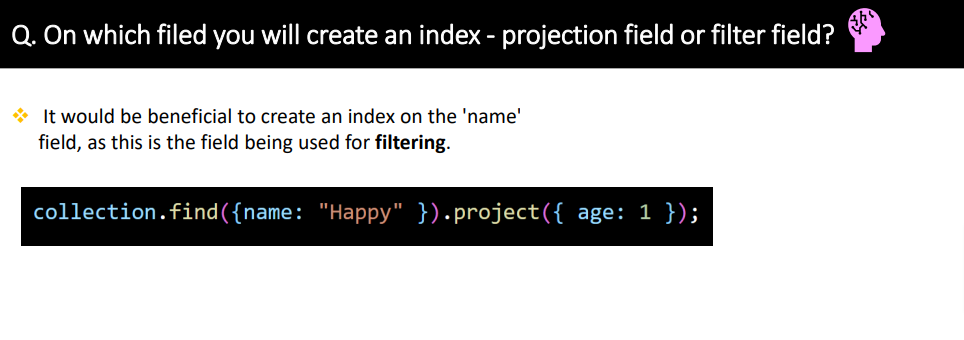 Q. On which filed you will create an index - projection field or filter field?
It would be beneficial to create an index on the 'name'
field, as this is the field being used for filtering.
collection.find({name: "Happy" }).project({ age: 1 });